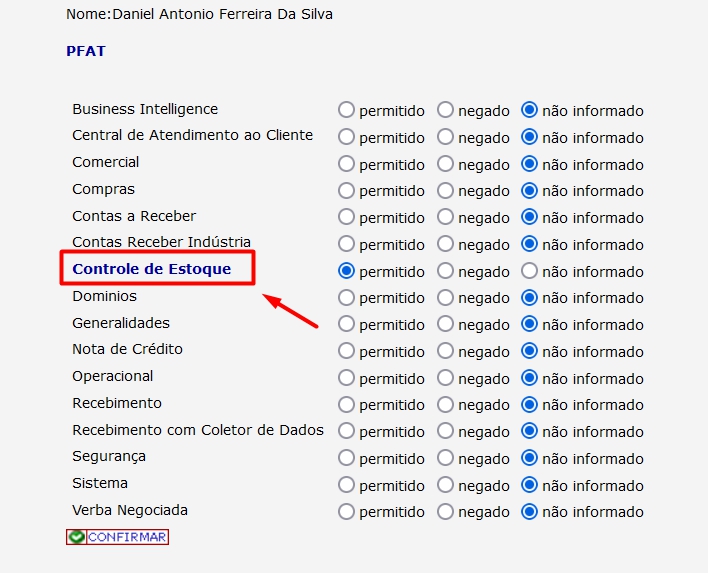 Nome:Daniel Antonio Ferreira Da Silva
PFAT
Business Intelligence permitido negado não informado
Central de Atendimento ao Cliente permitido negado não informado
Comercial permitido negado não informado
Compras permitido negado não informado
Contas a Receber permitido negado não informado
Contas Receber Indústria permitido negado não informado
Controle de Estoque permitido negado não informado
Dominios permitido negado não informado
Generalidades permitido negado não informado
Nota de Crédito permitido negado não informado
Operacional permitido negado não informado
Recebimento permitido negado não informado
Recebimento com Coletor de Dados permitido negado não informado
Segurança permitido negado não informado
Sistema permitido negado não informado
Verba Negociada permitido negado não informado
CONFIRMAR